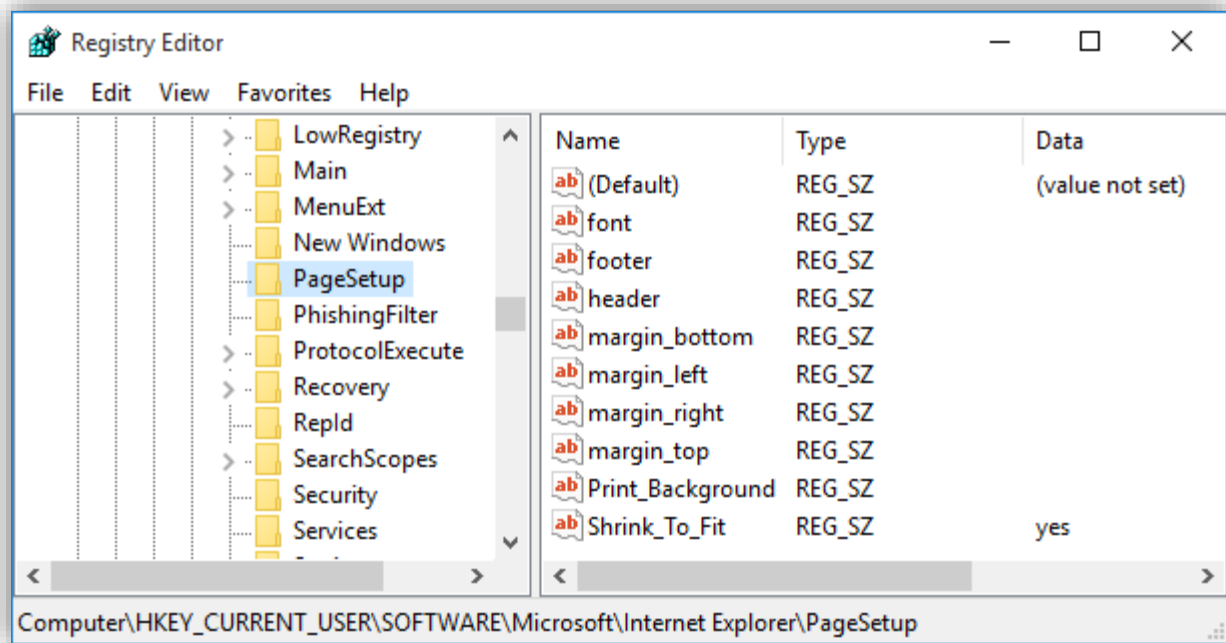 Registry Editor
File Edit View Favorites Help
LowRegistry
Main
MenuExt
New Windows
PageSetup
PhishingFilter
ProtocolExecute
Recovery
RepId
SearchScopes
Security
Services
Name Type Data
(Default) REG_SZ (value not set)
font REG_SZ
footer REG_SZ
header REG_SZ
margin_bottom REG_SZ
margin_left REG_SZ
margin_right REG_SZ
margin_top REG_SZ
Print_Background REG_SZ
Shrink_To_Fit REG_SZ yes
Computer\HKEY_CURRENT_USER\SOFTWARE\Microsoft\Internet Explorer\PageSetup